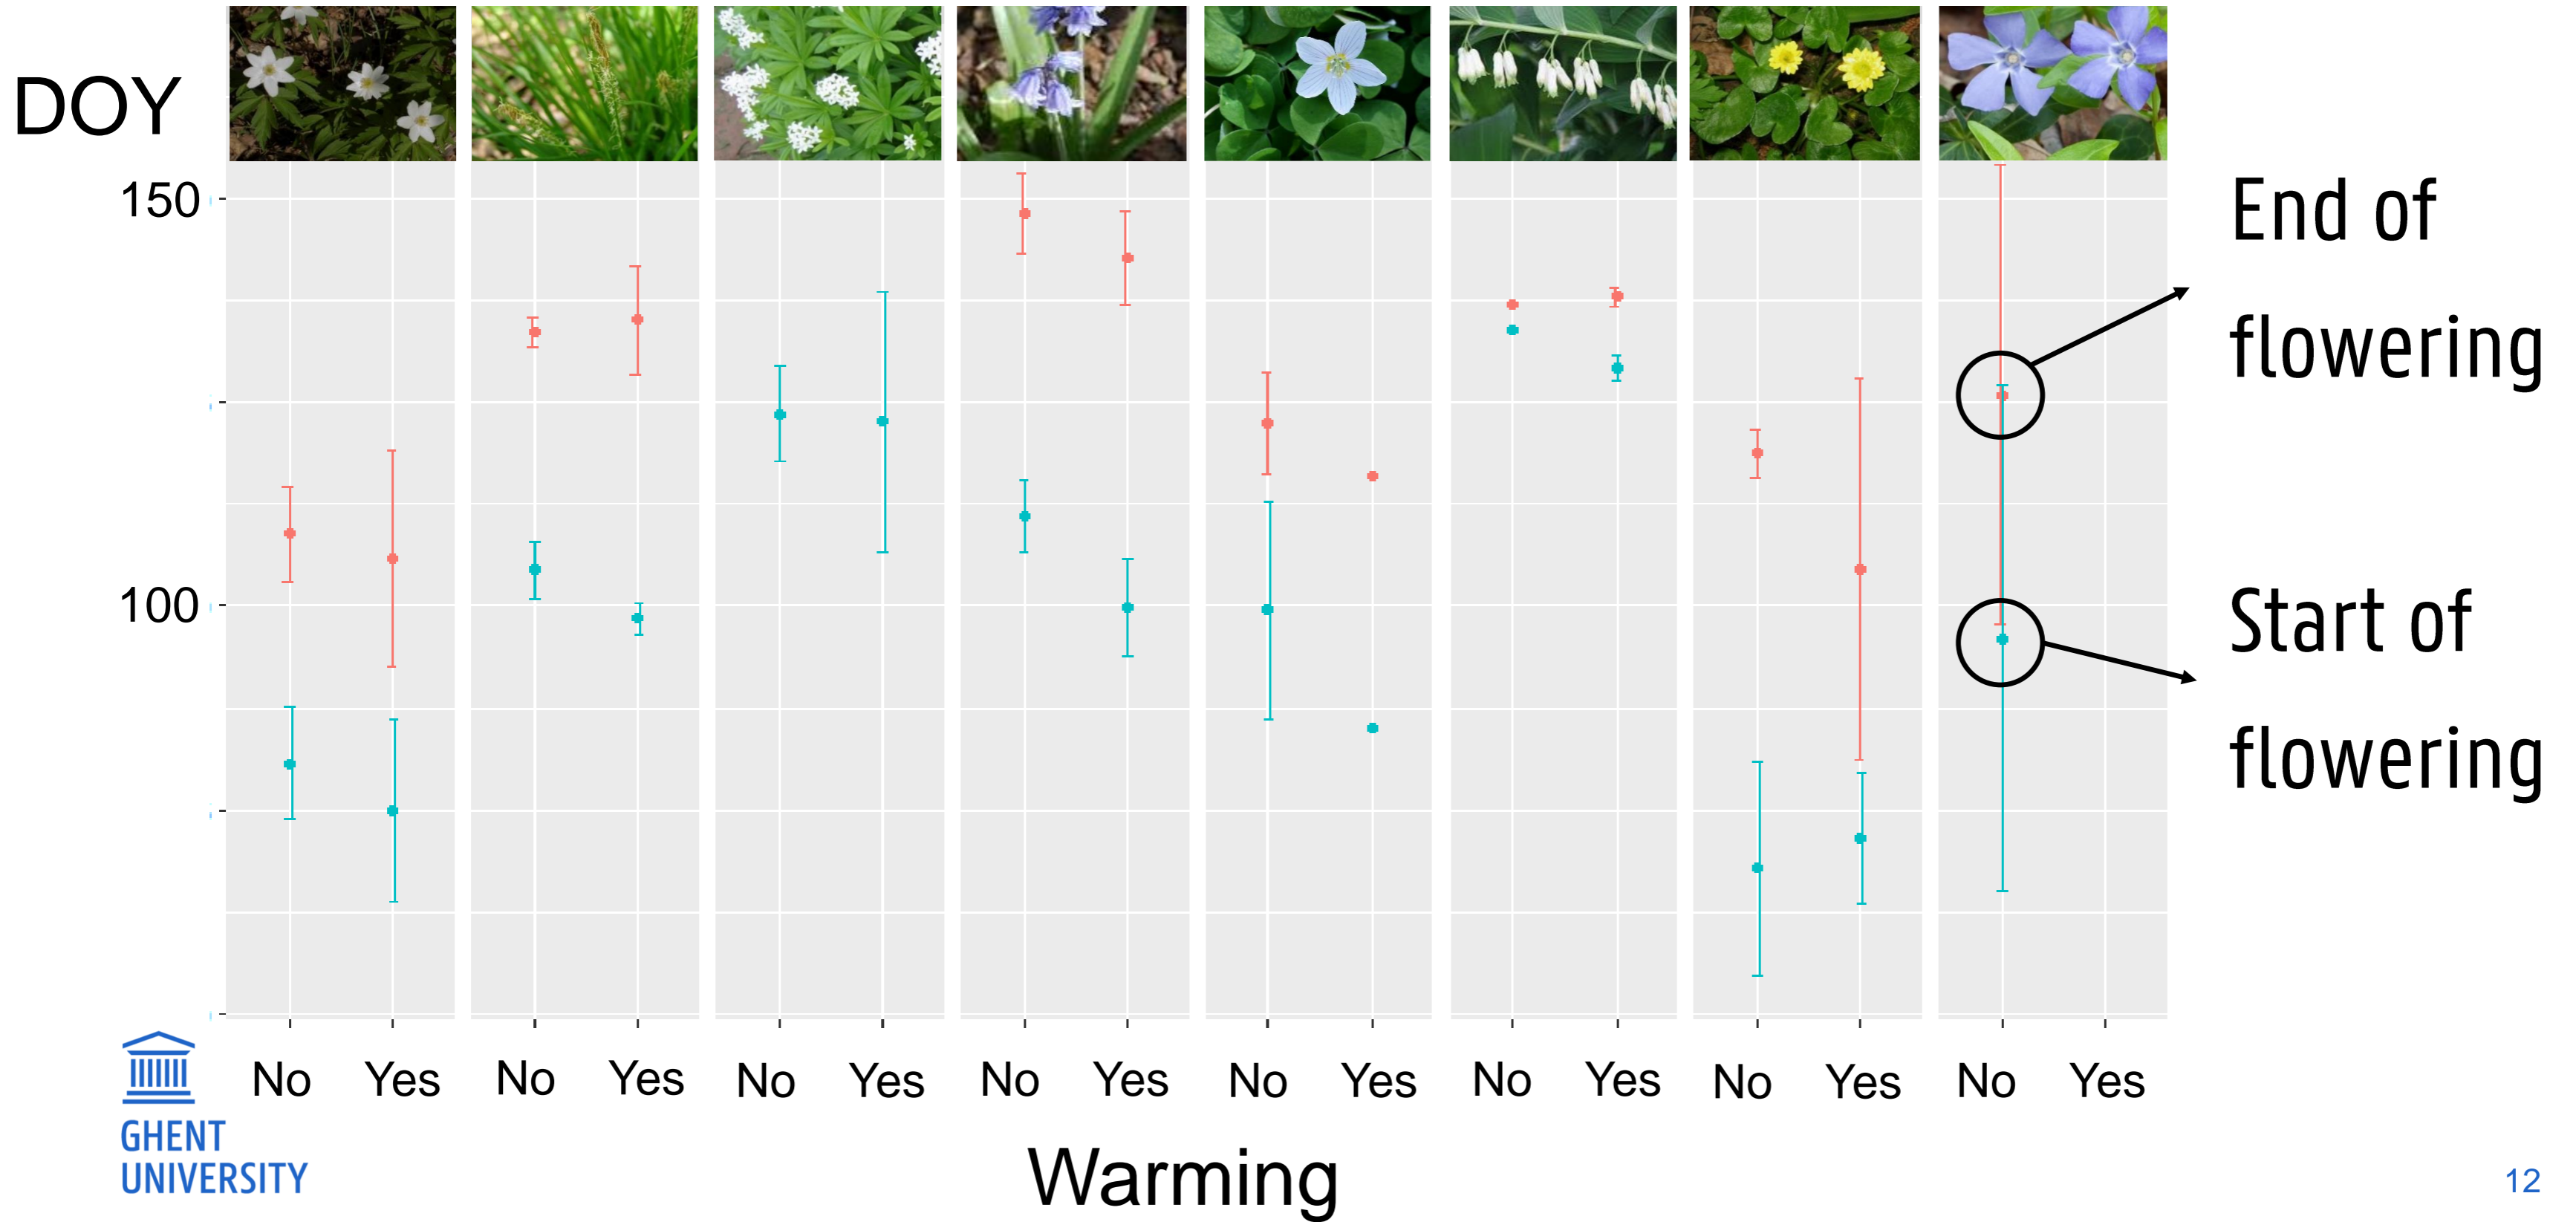 DOY
150
100
End of
flowering
Start of
flowering
No Yes No Yes No Yes No Yes No Yes No Yes No Yes No Yes
Warming
GHENT
UNIVERSITY
12